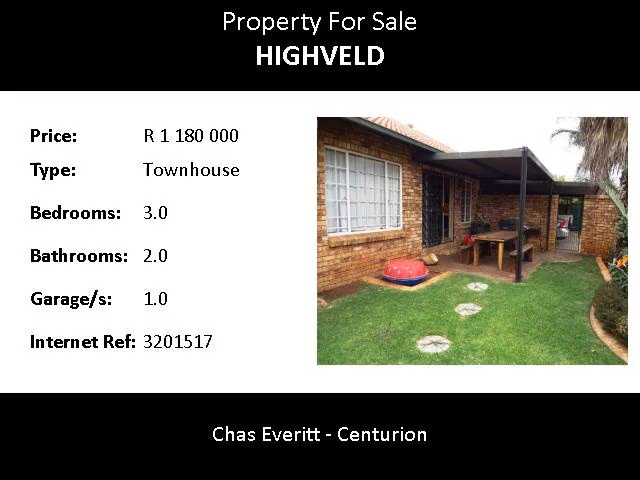 Property For Sale
HIGHVELD
Price: R 1 180 000
Type: Townhouse
Bedrooms: 3.0
Bathrooms: 2.0
Garage/s: 1.0
Internet Ref: 3201517
Chas Everitt - Centurion